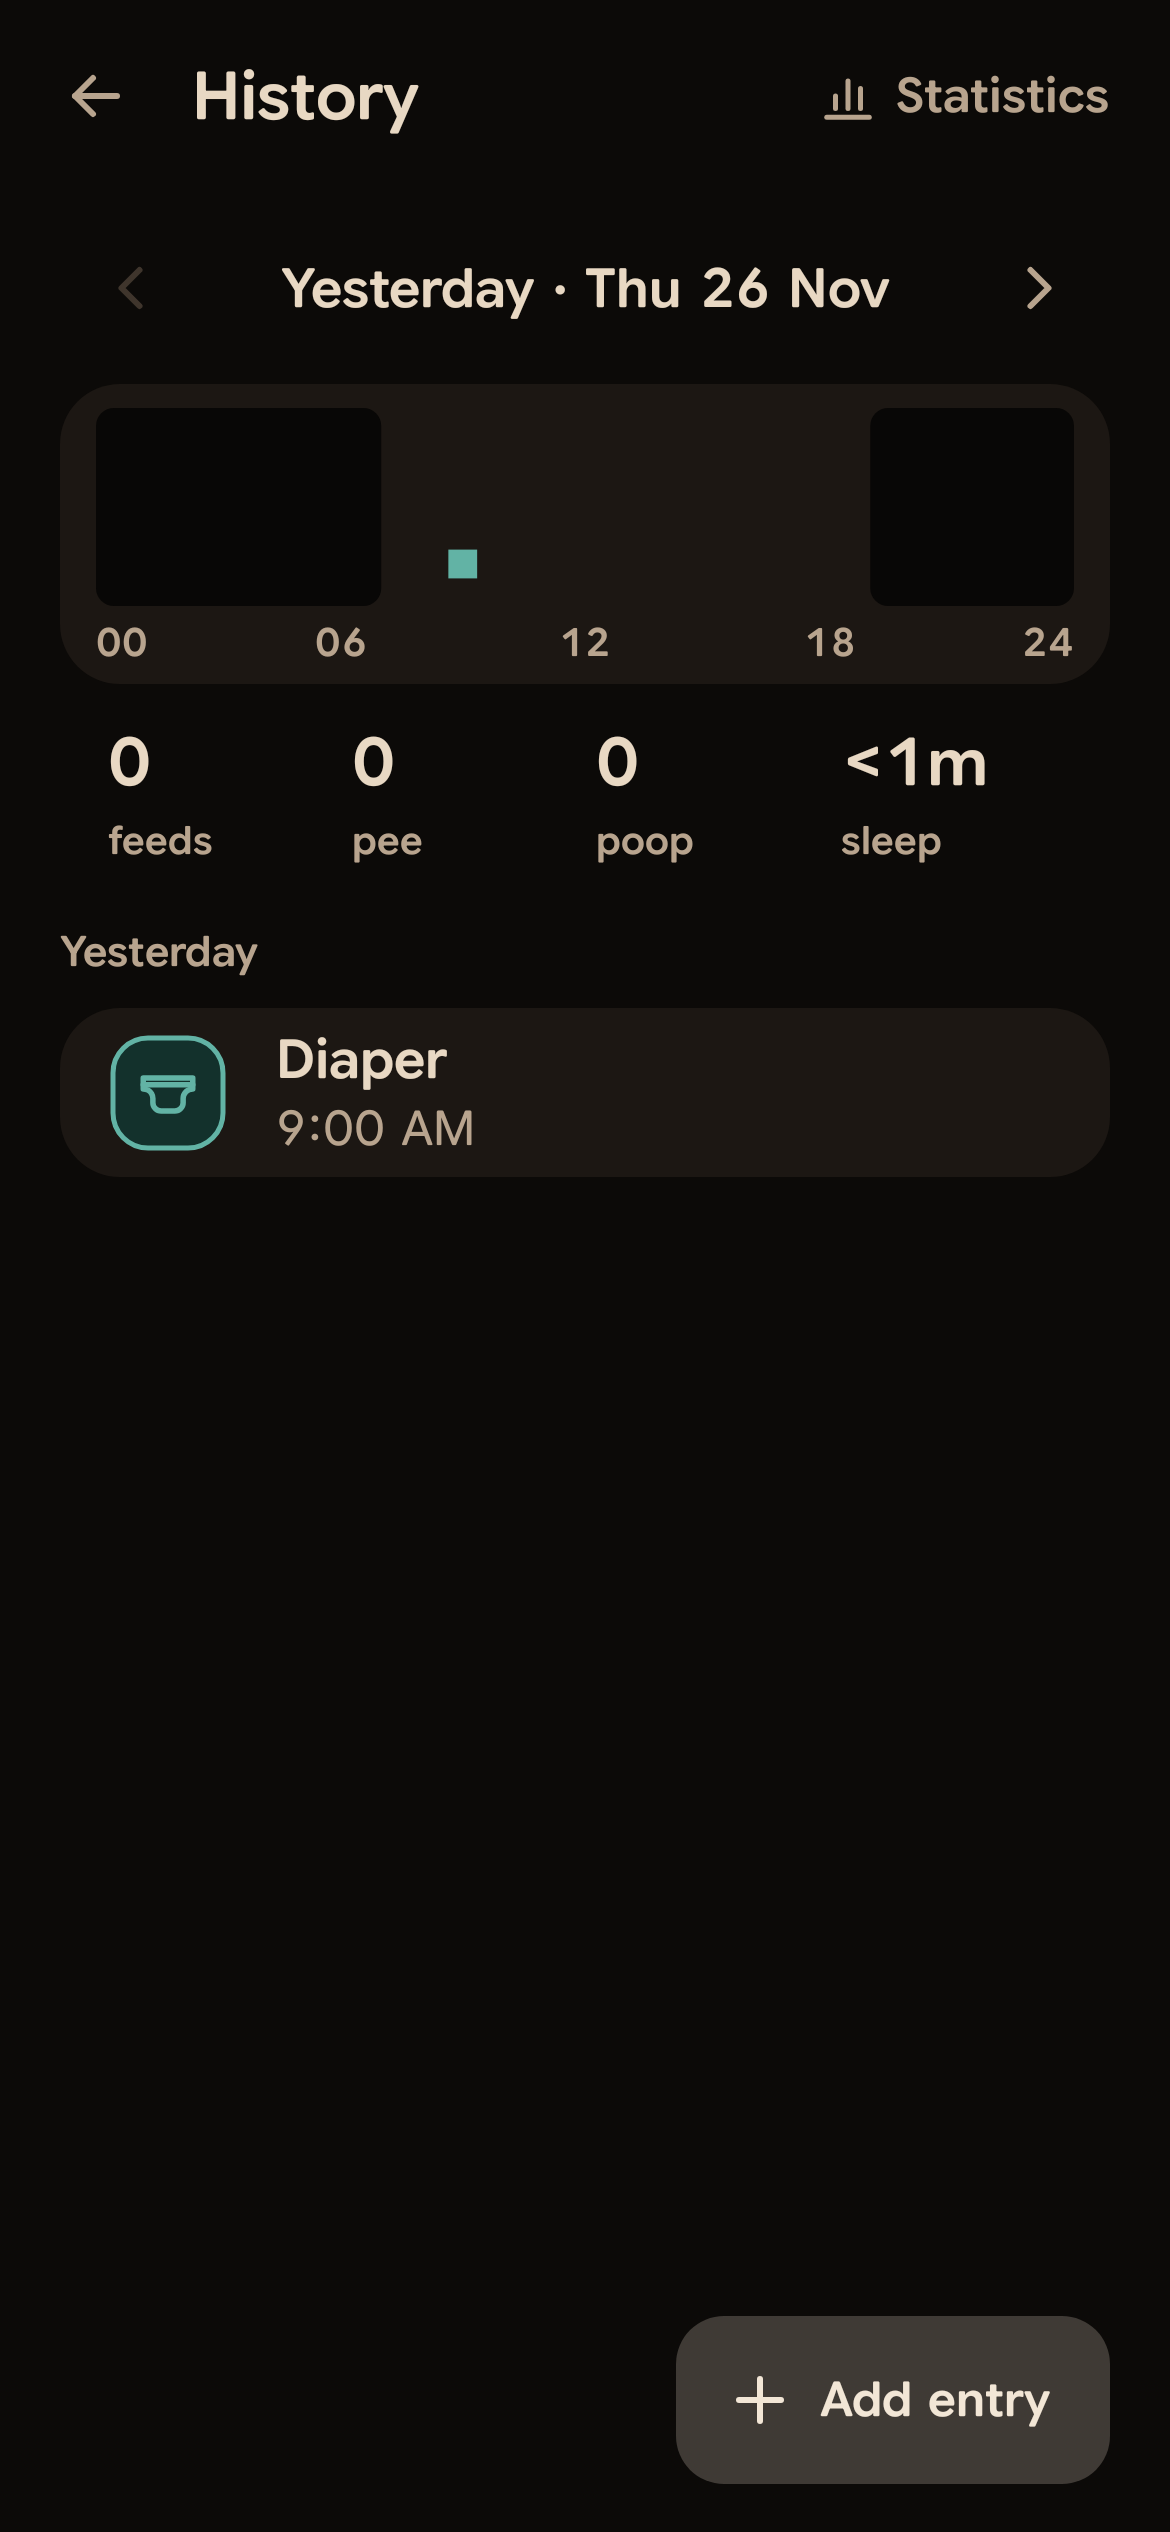 History
Statistics
Yesterday · Thu 26 Nov
00 06 12 18 24
0 0 0 <1m
feeds pee poop sleep
Yesterday
Diaper
9:00 AM
Add entry